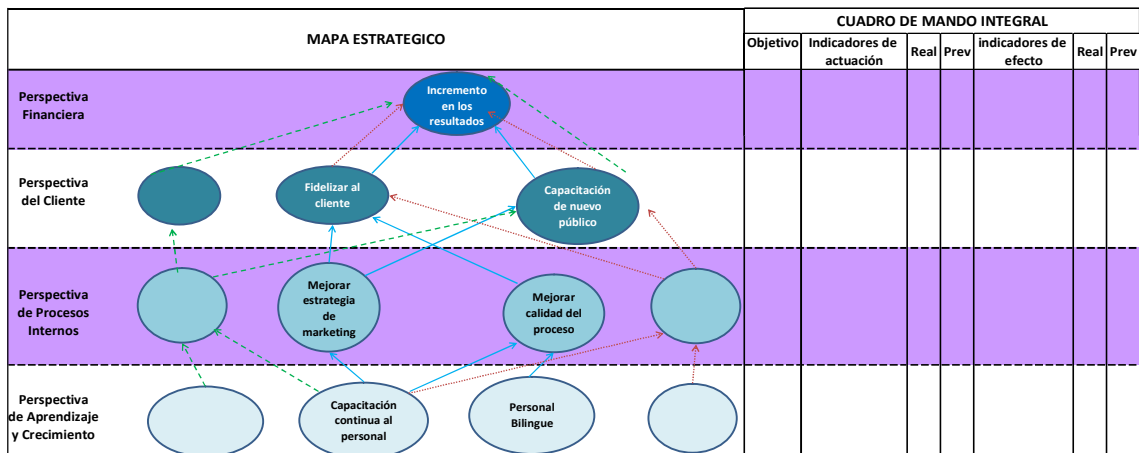 MAPA ESTRATEGICO
CUADRO DE MANDO INTEGRAL
Objetivo
Indicadores de
actuación
Real
Prev
indicadores de
efecto
Real
Prev
Perspectiva
Financiera
Incremento
en los
resultados
Perspectiva
del Cliente
Fidelizar al
cliente
Capacitación
de nuevo
público
Perspectiva
de Procesos
Internos
Mejorar
estrategia
de
marketing
Mejorar
calidad del
proceso
Perspectiva
de Aprendizaje
y Crecimiento
Capacitación
continua al
personal
Personal
Bilingue